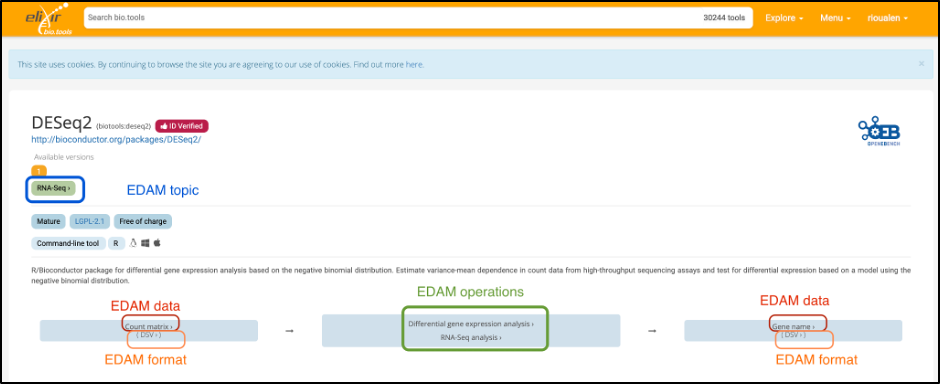 elixir
bio.tools
Search bio.tools 30244 tools Explore Menu rioualen
This site uses cookies. By continuing to browse the site you are agreeing to our use of cookies. Find out more here. ×
DESeq2 (biotools:deseq2) ID Verified
http://bioconductor.org/packages/DESeq2/
OPENEBENCH
Available versions
1
RNA-Seq › EDAM topic
Mature LGPL-2.1 Free of charge
Command-line tool R
R/Bioconductor package for differential gene expression analysis based on the negative binomial distribution. Estimate variance-mean dependence in count data from high-throughput sequencing assays and test for differential expression based on a model using the
negative binomial distribution.
EDAM data EDAM operations EDAM data
Count matrix › → Differential gene expression analysis › → Gene name ›
( DSV › ) RNA-Seq analysis › ( DSV › )
EDAM format EDAM format